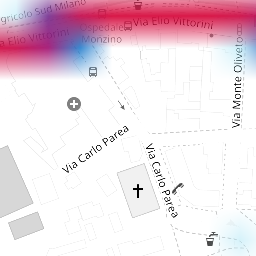 gricolo Sud Milano
Via Elio Vittorini
a Elio Vittorini
Ospedale
Monzino
Via Monte Oliveto
Via Carlo Parea
Via Carlo Parea